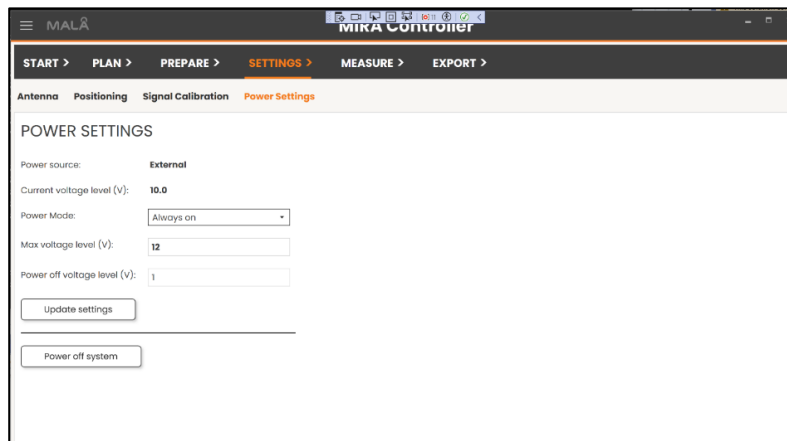 MALÅ
MIRA Controller
START > PLAN > PREPARE > SETTINGS > MEASURE > EXPORT >
Antenna Positioning Signal Calibration Power Settings
POWER SETTINGS
Power source: External
Current voltage level (V): 10.0
Power Mode: Always on
Max voltage level (V): 12
Power off voltage level (V): 1
Update settings
Power off system